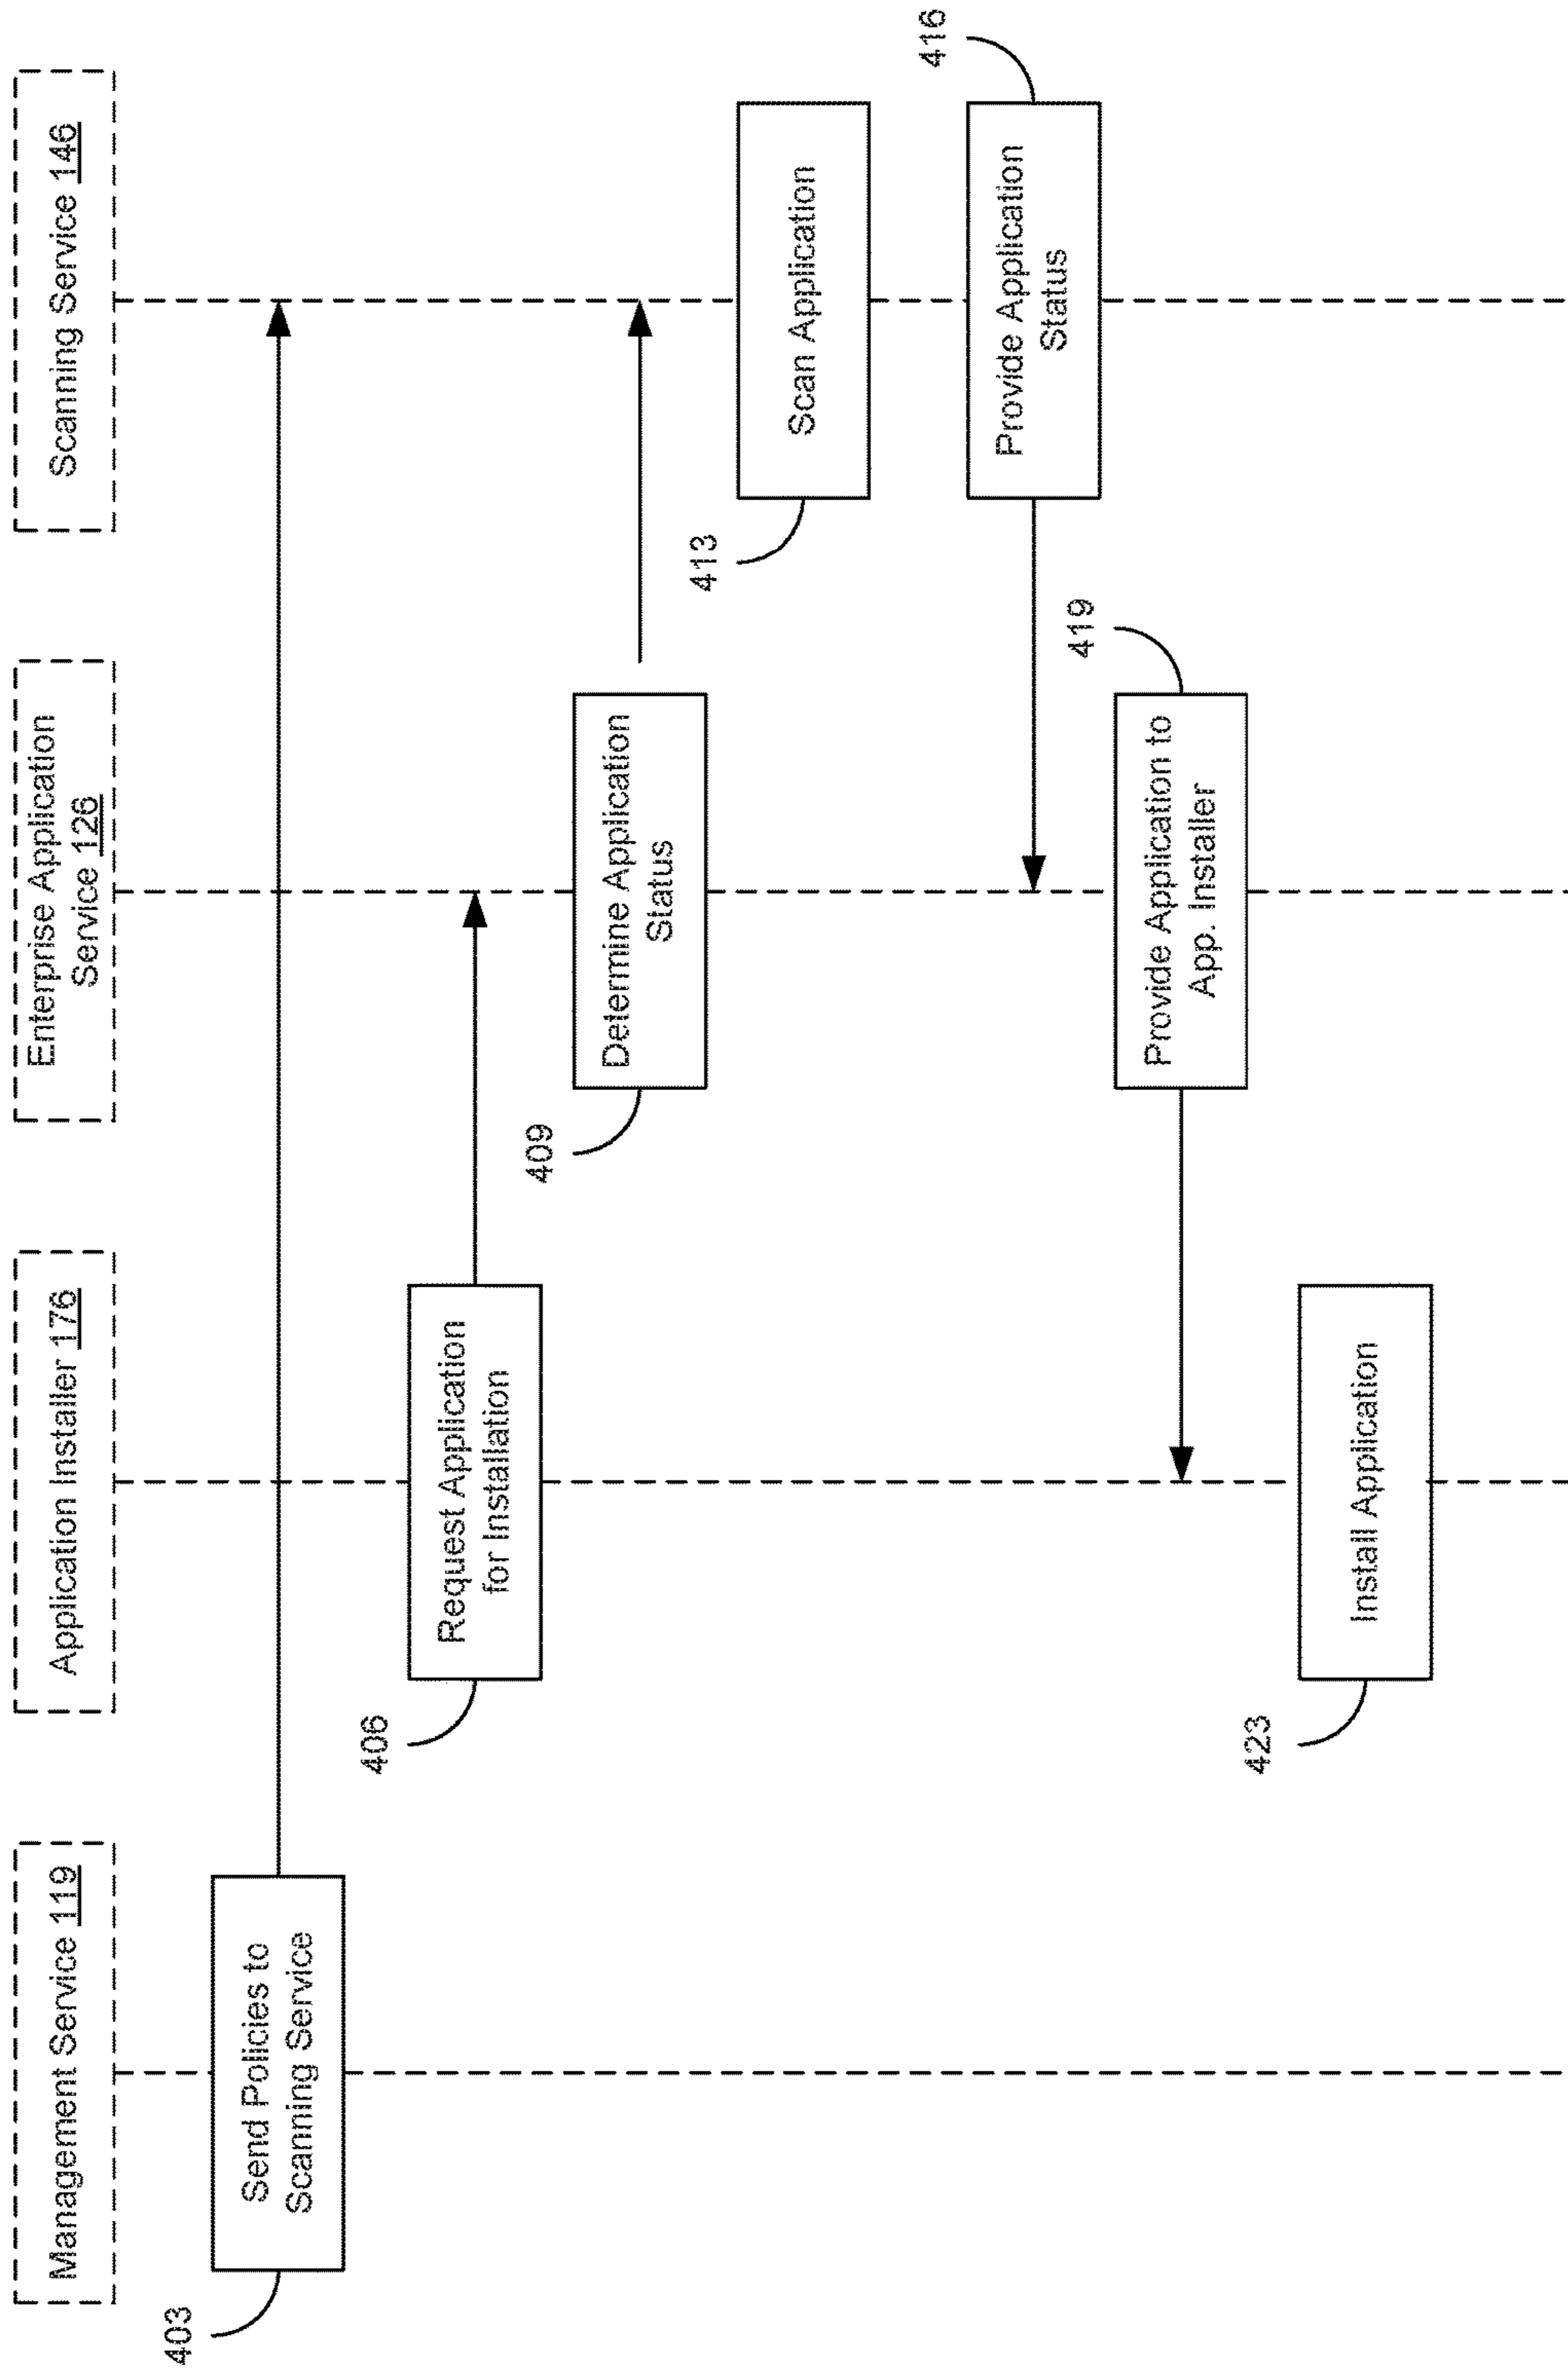 Management Service 119
Application Installer 176
Enterprise Application
Service 126
Scanning Service 146
403
Send Policies to
Scanning Service
406
Request Application
for Installation
409
Determine Application
Status
413
Scan Application
416
Provide Application
Status
419
Provide Application to
App. Installer
423
Install Application